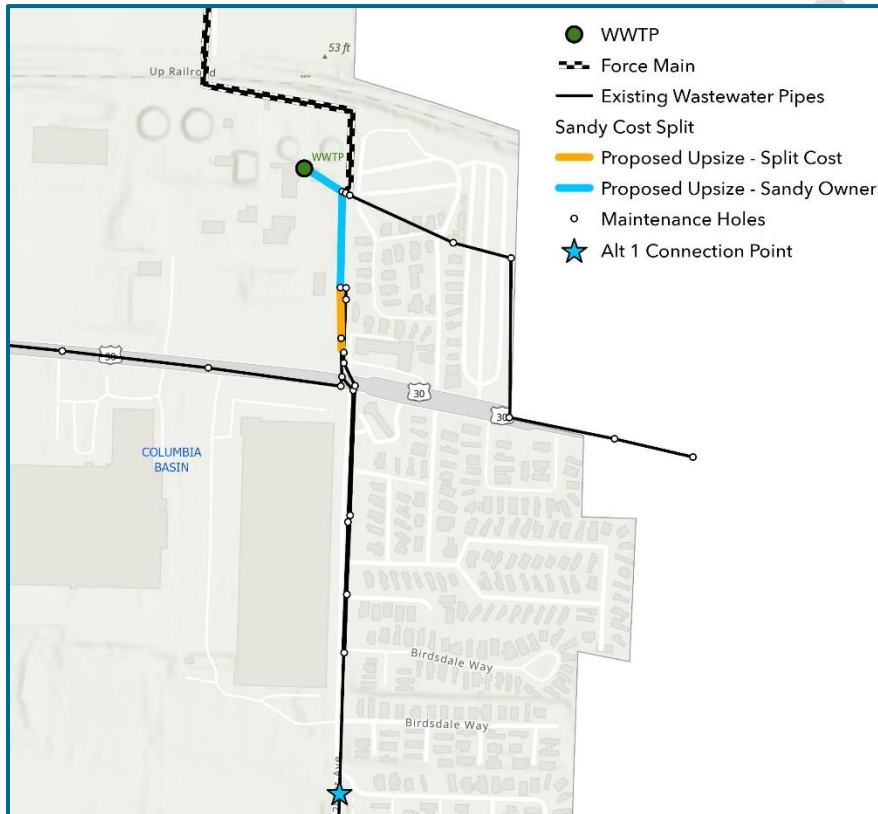 53 ft
Up Railroad
WWTP
WWTP
Force Main
Existing Wastewater Pipes
Sandy Cost Split
Proposed Upsize - Split Cost
Proposed Upsize - Sandy Owner
Maintenance Holes
Alt 1 Connection Point
30
30
30
COLUMBIA
BASIN
Birdsdale Way
Birdsdale Way
Ave